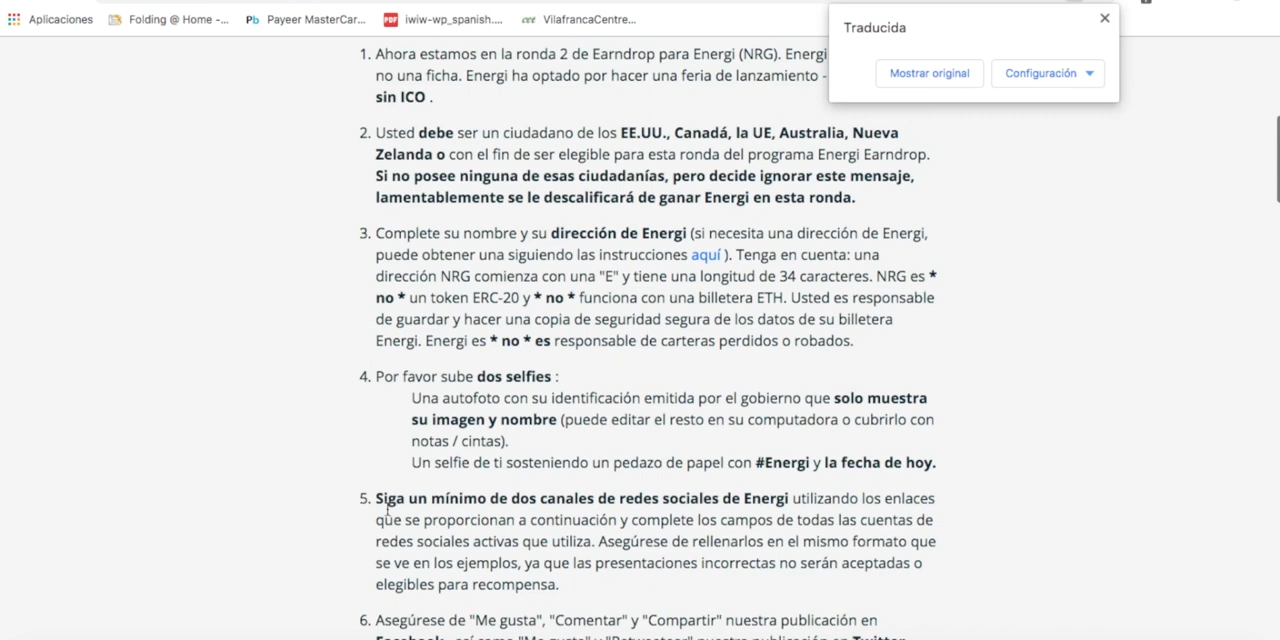 Aplicaciones Folding @ Home -... Pb Payeer MasterCar... PDF iwiw-wp_spanish.... VilafrancaCentre...
Traducida
Mostrar original Configuración
1. Ahora estamos en la ronda 2 de Earndrop para Energi (NRG). Energi
no una ficha. Energi ha optado por hacer una feria de lanzamiento -
sin ICO .
2. Usted debe ser un ciudadano de los EE.UU., Canadá, la UE, Australia, Nueva
Zelanda o con el fin de ser elegible para esta ronda del programa Energi Earndrop.
Si no posee ninguna de esas ciudadanías, pero decide ignorar este mensaje,
lamentablemente se le descalificará de ganar Energi en esta ronda.
3. Complete su nombre y su dirección de Energi (si necesita una dirección de Energi,
puede obtener una siguiendo las instrucciones aquí ). Tenga en cuenta: una
dirección NRG comienza con una "E" y tiene una longitud de 34 caracteres. NRG es *
no * un token ERC-20 y * no * funciona con una billetera ETH. Usted es responsable
de guardar y hacer una copia de seguridad segura de los datos de su billetera
Energi. Energi es * no * es responsable de carteras perdidos o robados.
4. Por favor sube dos selfies :
Una autofoto con su identificación emitida por el gobierno que solo muestra
su imagen y nombre (puede editar el resto en su computadora o cubrirlo con
notas / cintas).
Un selfie de ti sosteniendo un pedazo de papel con #Energi y la fecha de hoy.
5. Siga un mínimo de dos canales de redes sociales de Energi utilizando los enlaces
que se proporcionan a continuación y complete los campos de todas las cuentas de
redes sociales activas que utiliza. Asegúrese de rellenarlos en el mismo formato que
se ve en los ejemplos, ya que las presentaciones incorrectas no serán aceptadas o
elegibles para recompensa.
6. Asegúrese de "Me gusta", "Comentar" y "Compartir" nuestra publicación en
Facebook, así como "Me gusta" y "Retwittear" nuestra publicación en Twitter